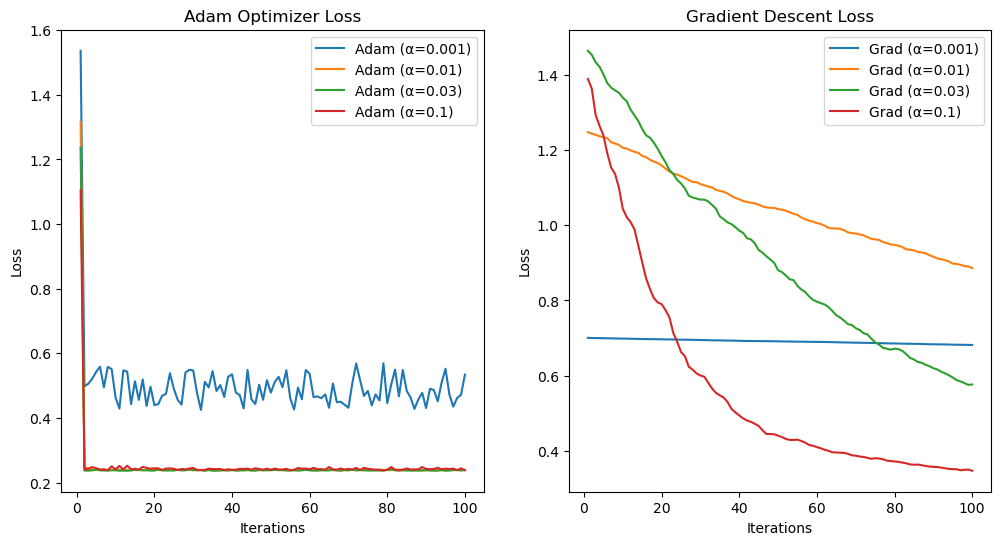 Adam Optimizer Loss
Loss
1.6
1.4
1.2
1.0
0.8
0.6
0.4
0.2
Adam (α=0.001)
Adam (α=0.01)
Adam (α=0.03)
Adam (α=0.1)
0
20
40
60
80
100
Iterations
Gradient Descent Loss
Loss
1.4
1.2
1.0
0.8
0.6
0.4
Grad (α=0.001)
Grad (α=0.01)
Grad (α=0.03)
Grad (α=0.1)
0
20
40
60
80
100
Iterations